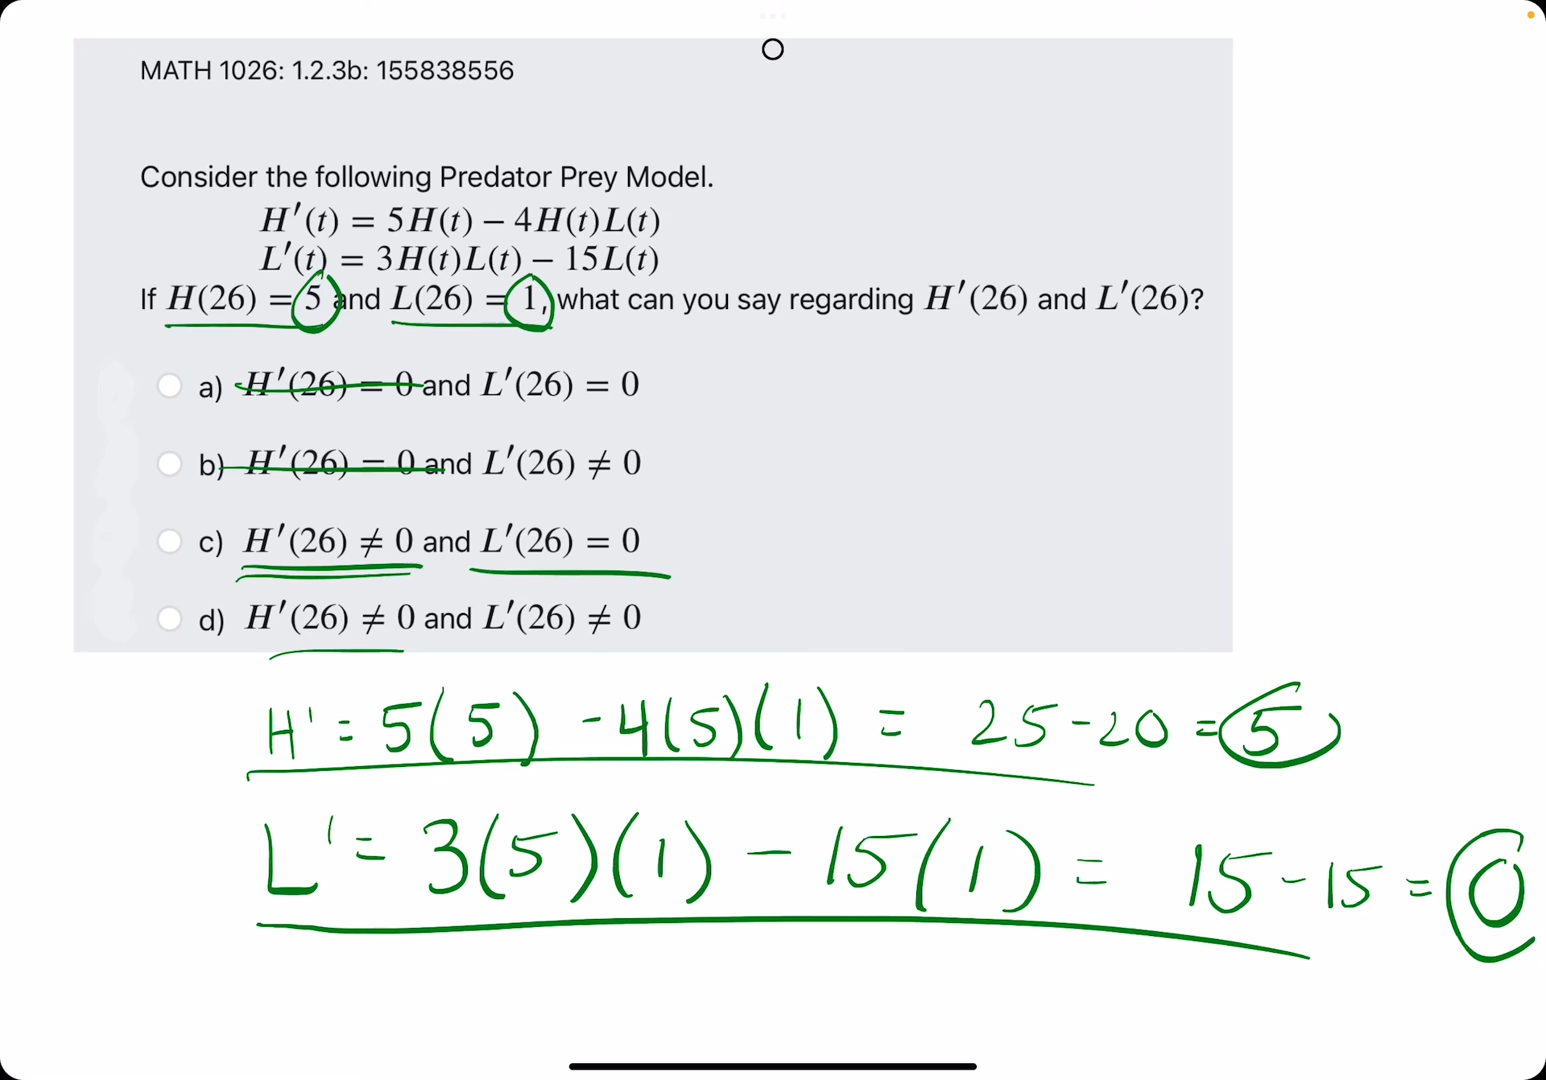 MATH 1026: 1.2.3b: 155838556
Consider the following Predator Prey Model.
H′(t) = 5H(t) − 4H(t)L(t)
L′(t) = 3H(t)L(t) − 15L(t)
If H(26) = 5 and L(26) = 1, what can you say regarding H′(26) and L′(26)?
a) H′(26) = 0 and L′(26) = 0
b) H′(26) = 0 and L′(26) ≠ 0
c) H′(26) ≠ 0 and L′(26) = 0
d) H′(26) ≠ 0 and L′(26) ≠ 0
H' = 5(5) - 4(5)(1) = 25 - 20 = 5
L' = 3(5)(1) - 15(1) = 15 - 15 = 0